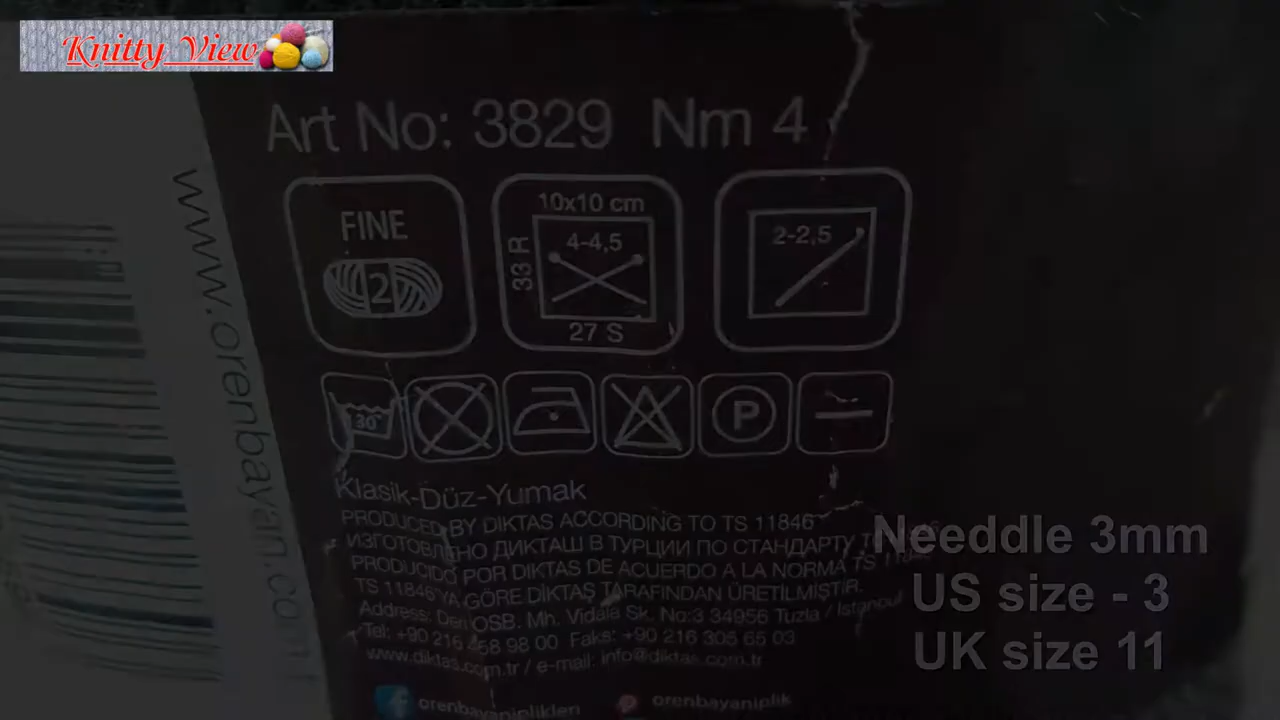 Knitty View
Art No: 3829 Nm 4
FINE
2
10x10 cm
33 R
4-4,5
27 S
2-2,5
30°
P
Klasik-Düz-Yumak
PRODUCED BY DIKTAS ACCORDING TO TS 11846
ИЗГОТОВЛЕНО ДИКТАШ В ТУРЦИИ ПО СТАНДАРТУ
PRODUCIDO POR DIKTAS DE ACUERDO A LA NORMA TS
TS 11846'YA GÖRE DİKTAŞ TARAFINDAN ÜRETİLMİŞTİR.
Address: Deri OSB. Mh. Vidala Sk. No:3 34956 Tuzla / Istanbul
Tel: +90 216 458 98 00 Faks: +90 216 305 65 03
www.diktas.com.tr / e-mail: info@diktas.com.tr
orenbayaniplikleri
orenbayaniplik
www.orenbayan.com
Needdle 3mm
US size - 3
UK size 11